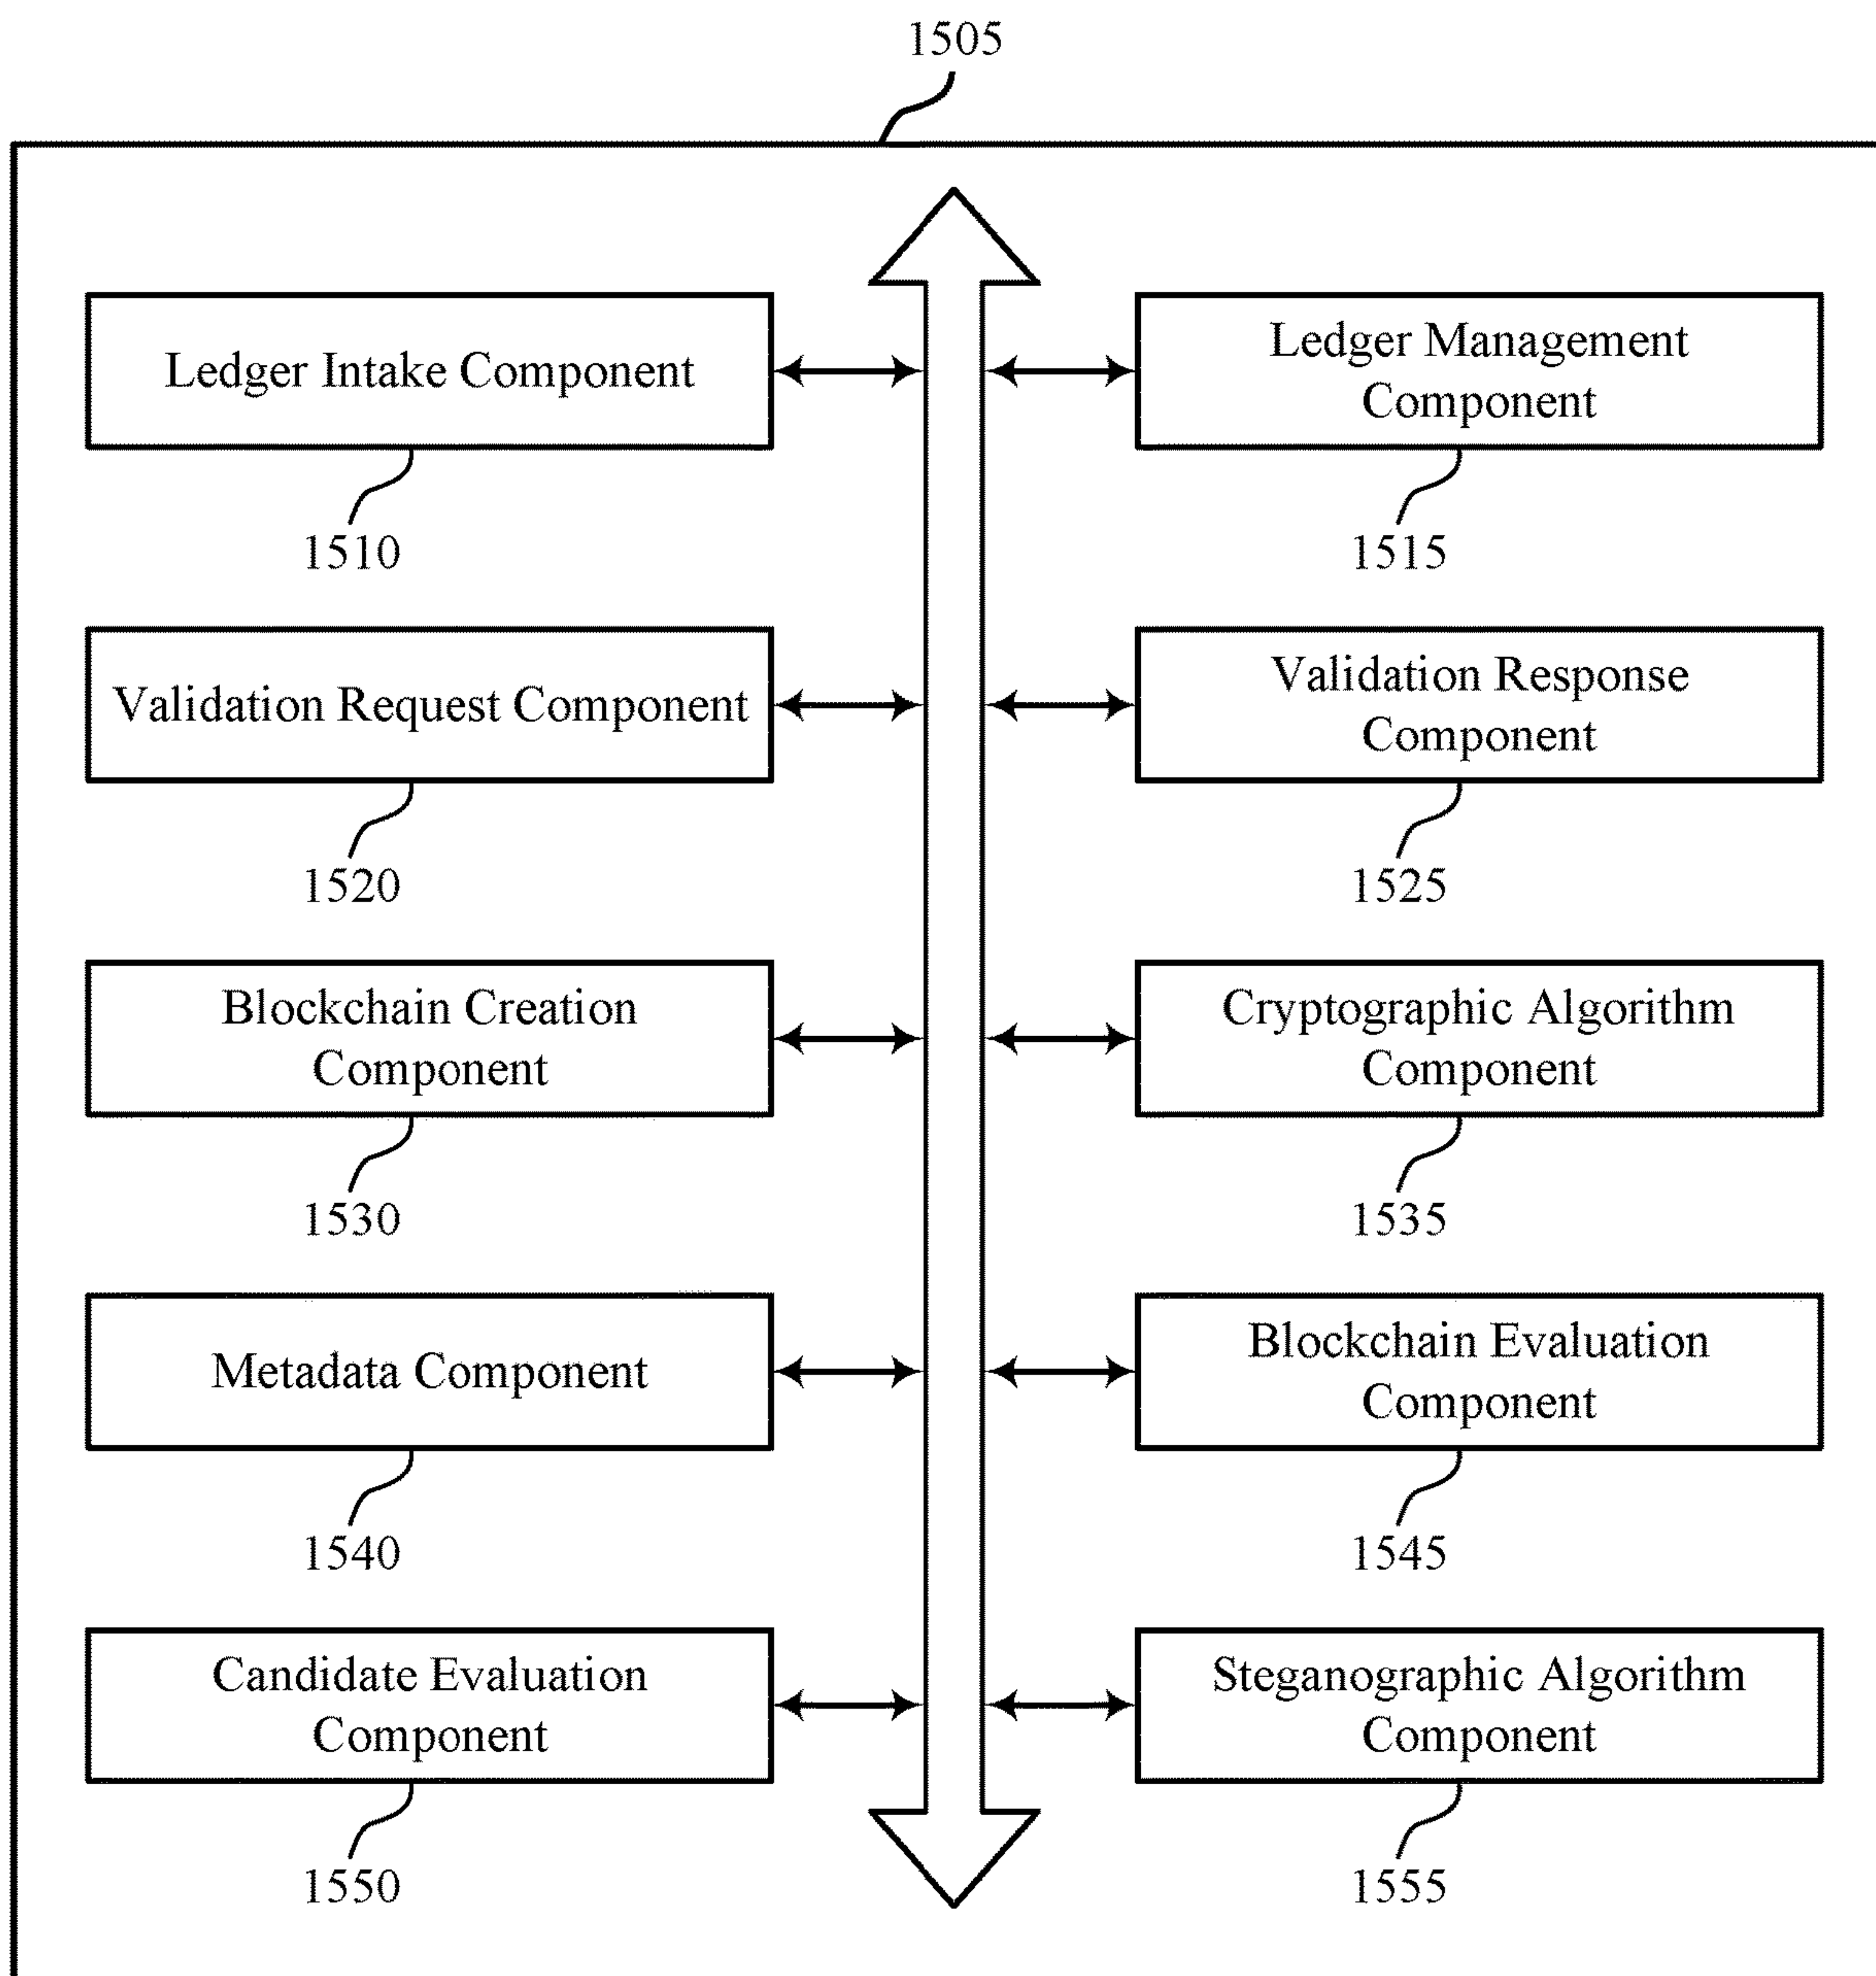 1505
Ledger Intake Component
1510
Ledger Management
Component
1515
Validation Request Component
1520
Validation Response
Component
1525
Blockchain Creation
Component
1530
Cryptographic Algorithm
Component
1535
Metadata Component
1540
Blockchain Evaluation
Component
1545
Candidate Evaluation
Component
1550
Steganographic Algorithm
Component
1555